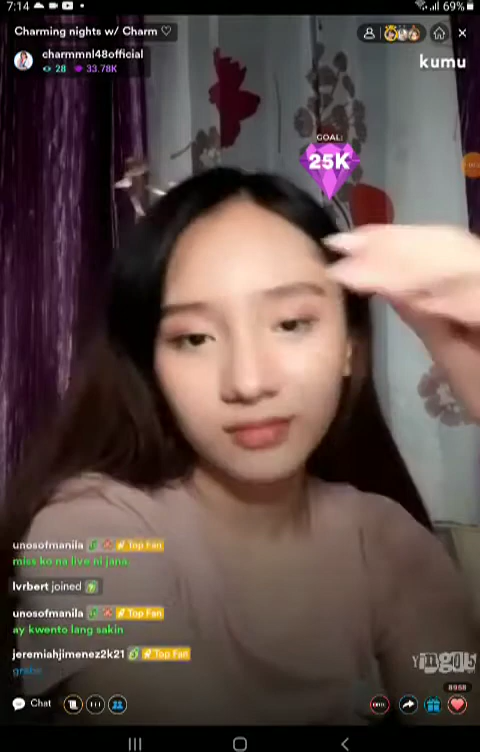 7:14
69%
Charming nights w/ Charm ♡
charmmnl48official
28 33.78K
kumu
GOAL:
25K
unosofmanila Top Fan
miss ko na live ni jana
lvrbert joined
unosofmanila Top Fan
ay kwento lang sakin
jeremiahjimenez2k21 Top Fan
grabe
8958
Chat